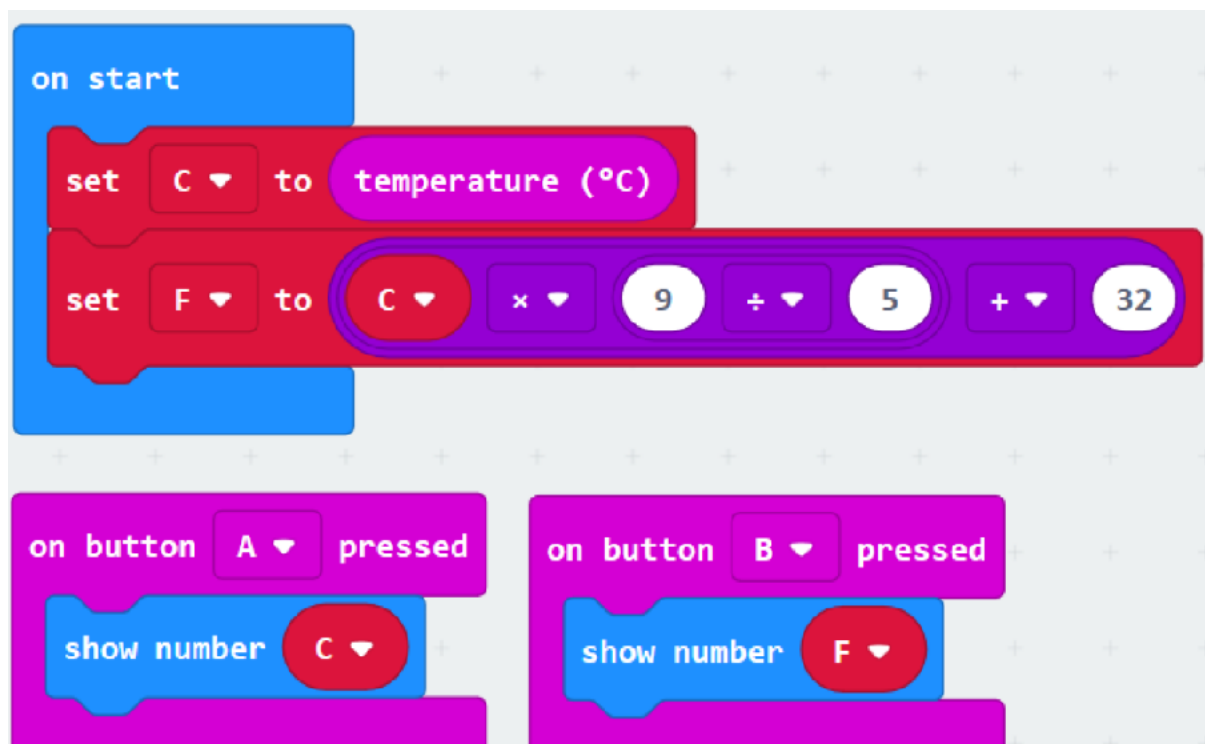 on start
set C to temperature (°C)
set F to C × 9 ÷ 5 + 32
on button A pressed
show number C
on button B pressed
show number F